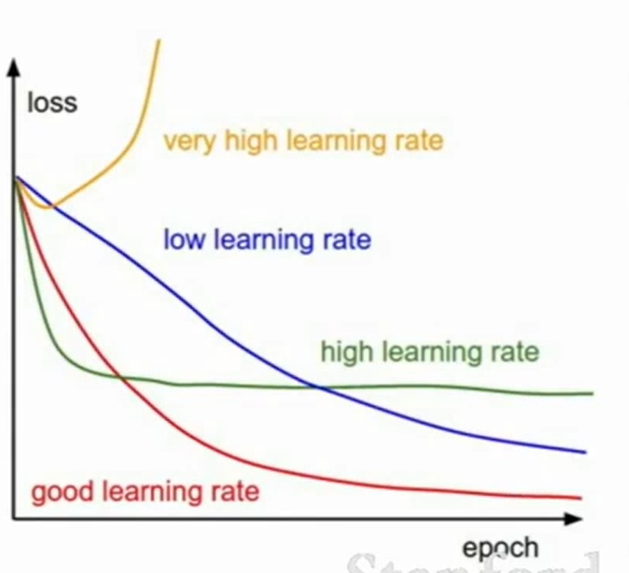 loss
very high learning rate
low learning rate
high learning rate
good learning rate
epoch
Stanford